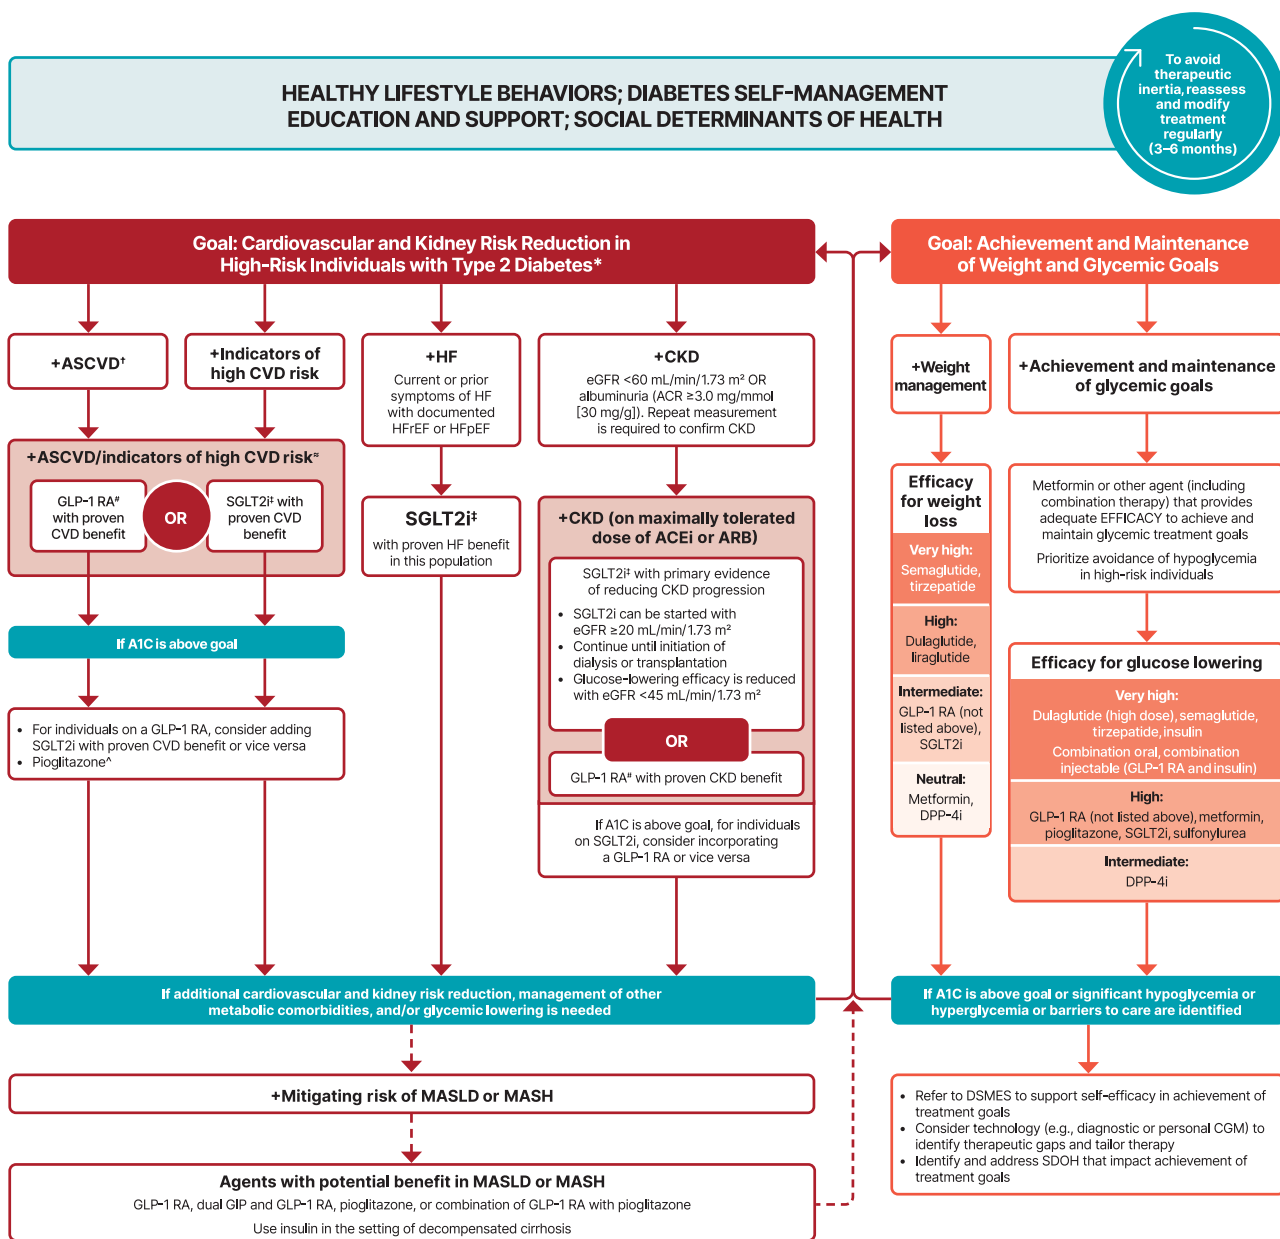 HEALTHY LIFESTYLE BEHAVIORS; DIABETES SELF-MANAGEMENT
EDUCATION AND SUPPORT; SOCIAL DETERMINANTS OF HEALTH
To avoid
therapeutic
inertia, reassess
and modify
treatment
regularly
(3–6 months)
Goal: Cardiovascular and Kidney Risk Reduction in
High-Risk Individuals with Type 2 Diabetes*
+ASCVD†
+Indicators of
high CVD risk
+HF
Current or prior
symptoms of HF
with documented
HFrEF or HFpEF
+CKD
eGFR <60 mL/min/1.73 m² OR
albuminuria (ACR ≥3.0 mg/mmol
[30 mg/g]). Repeat measurement
is required to confirm CKD
+ASCVD/indicators of high CVD risk≈
GLP-1 RA#
with proven
CVD benefit
OR
SGLT2i‡ with
proven CVD
benefit
SGLT2i‡
with proven HF benefit
in this population
+CKD (on maximally tolerated
dose of ACEi or ARB)
SGLT2i‡ with primary evidence
of reducing CKD progression
• SGLT2i can be started with
eGFR ≥20 mL/min/1.73 m²
• Continue until initiation of
dialysis or transplantation
• Glucose-lowering efficacy is reduced
with eGFR <45 mL/min/1.73 m²
OR
GLP-1 RA# with proven CKD benefit
If A1C is above goal, for individuals
on SGLT2i, consider incorporating
a GLP-1 RA or vice versa
If A1C is above goal
• For individuals on a GLP-1 RA, consider adding
SGLT2i with proven CVD benefit or vice versa
• Pioglitazone^
If additional cardiovascular and kidney risk reduction, management of other
metabolic comorbidities, and/or glycemic lowering is needed
+Mitigating risk of MASLD or MASH
Agents with potential benefit in MASLD or MASH
GLP-1 RA, dual GIP and GLP-1 RA, pioglitazone, or combination of GLP-1 RA with pioglitazone
Use insulin in the setting of decompensated cirrhosis
Goal: Achievement and Maintenance
of Weight and Glycemic Goals
+Weight
management
+Achievement and maintenance
of glycemic goals
Efficacy
for weight
loss
Very high:
Semaglutide,
tirzepatide
High:
Dulaglutide,
liraglutide
Intermediate:
GLP-1 RA (not
listed above),
SGLT2i
Neutral:
Metformin,
DPP-4i
Metformin or other agent (including
combination therapy) that provides
adequate EFFICACY to achieve and
maintain glycemic treatment goals
Prioritize avoidance of hypoglycemia
in high-risk individuals
Efficacy for glucose lowering
Very high:
Dulaglutide (high dose), semaglutide,
tirzepatide, insulin
Combination oral, combination
injectable (GLP-1 RA and insulin)
High:
GLP-1 RA (not listed above), metformin,
pioglitazone, SGLT2i, sulfonylurea
Intermediate:
DPP-4i
If A1C is above goal or significant hypoglycemia or
hyperglycemia or barriers to care are identified
• Refer to DSMES to support self-efficacy in achievement of
treatment goals
• Consider technology (e.g., diagnostic or personal CGM) to
identify therapeutic gaps and tailor therapy
• Identify and address SDOH that impact achievement of
treatment goals